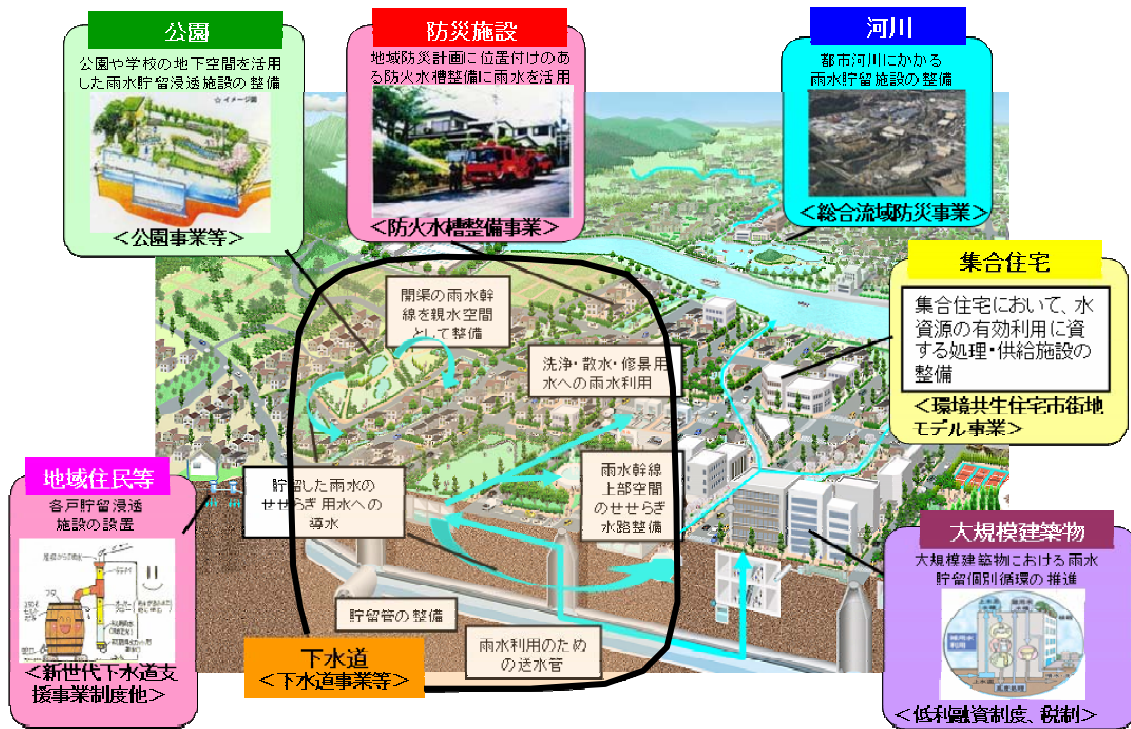 公園
公園や学校の地下空間を活用
した雨水貯留浸透施設の整備
☆イメージ図
＜公園事業等＞
防災施設
地域防災計画に位置付けのあ
る防火水槽整備に雨水を活用
＜防火水槽整備事業＞
河川
都市河川にかかる
雨水貯留施設の整備
＜総合流域防災事業＞
集合住宅
集合住宅において、水
資源の有効利用に資
する処理・供給施設の
整備
＜環境共生住宅市街地
モデル事業＞
開渠の雨水幹
線を親水空間
として整備
洗浄・散水・修景用
水への雨水利用
貯留した雨水の
せせらぎ用水への
導水
雨水幹線
上部空間
のせせらぎ
水路整備
貯留管の整備
雨水利用のため
の送水管
下水道
＜下水道事業等＞
地域住民等
各戸貯留浸透
施設の設置
＜新世代下水道支
援事業制度他＞
大規模建築物
大規模建築物における雨水
貯留個別循環の推進
＜低利融資制度、税制＞